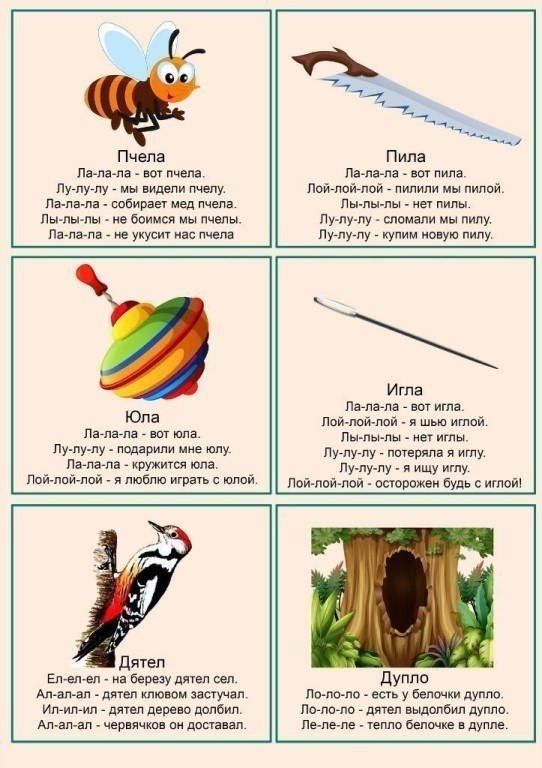 Пчела
Ла-ла-ла - вот пчела.
Лу-лу-лу - мы видели пчелу.
Ла-ла-ла - собирает мед пчела.
Лы-лы-лы - не боимся мы пчелы.
Ла-ла-ла - не укусит нас пчела
Пила
Ла-ла-ла - вот пила.
Лой-лой-лой - пилили мы пилой.
Лы-лы-лы - нет пилы.
Лу-лу-лу - сломали мы пилу.
Лу-лу-лу - купим новую пилу.
Юла
Ла-ла-ла - вот юла.
Лу-лу-лу - подарили мне юлу.
Ла-ла-ла - кружится юла.
Лой-лой-лой - я люблю играть с юлой.
Игла
Ла-ла-ла - вот игла.
Лой-лой-лой - я шью иглой.
Лы-лы-лы - нет иглы.
Лу-лу-лу - потеряла я иглу.
Лу-лу-лу - я ищу иглу.
Лой-лой-лой - осторожен будь с иглой!
Дятел
Ел-ел-ел - на березу дятел сел.
Ал-ал-ал - дятел клювом застучал.
Ил-ил-ил - дятел дерево долбил.
Ал-ал-ал - червячков он доставал.
Дупло
Ло-ло-ло - есть у белочки дупло.
Ло-ло-ло - дятел выдолбил дупло.
Ле-ле-ле - тепло белочке в дупле.